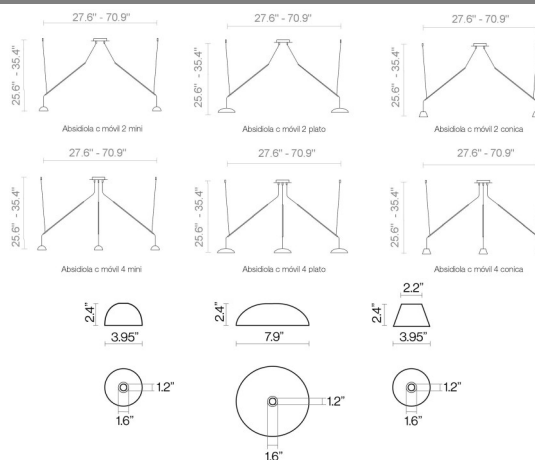 27.6" - 70.9" 27.6" - 70.9" 27.6" - 70.9"
25.6" - 35.4" 25.6" - 35.4" 25.6" - 35.4"
Absidiola c móvil 2 mini Absidiola c móvil 2 plato Absidiola c móvil 2 conica
27.6" - 70.9" 27.6" - 70.9" 27.6" - 70.9"
25.6" - 35.4" 25.6" - 35.4" 25.6" - 35.4"
Absidiola c móvil 4 mini Absidiola c móvil 4 plato Absidiola c móvil 4 conica
2.2"
2.4" 2.4" 2.4"
3.95" 7.9" 3.95"
1.2" 1.2" 1.2"
1.6" 1.6" 1.6"